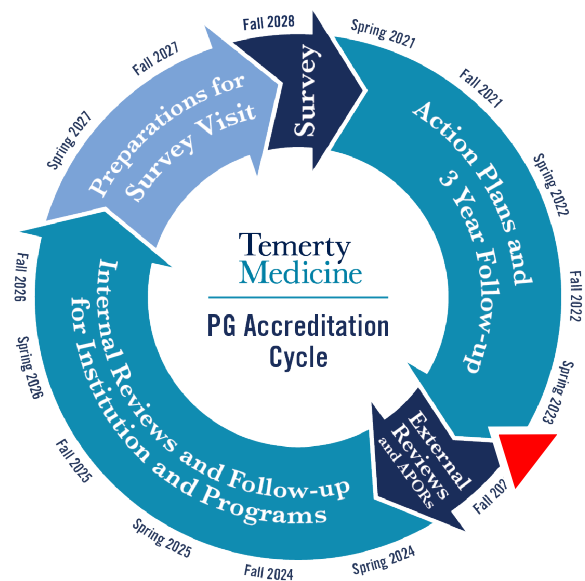 Temerty
Medicine
PG Accreditation
Cycle
Survey
Action Plans and
3 Year Follow-up
External
Reviews
and APORs
Internal Reviews and Follow-up
for Institution and Programs
Preparations for
Survey Visit
Spring 2021
Fall 2021
Spring 2022
Fall 2022
Spring 2023
Fall
Spring 2024
Fall 2024
Spring 2025
Fall 2025
Spring 2026
Fall 2026
Spring 2027
Fall 2027
Fall 2028